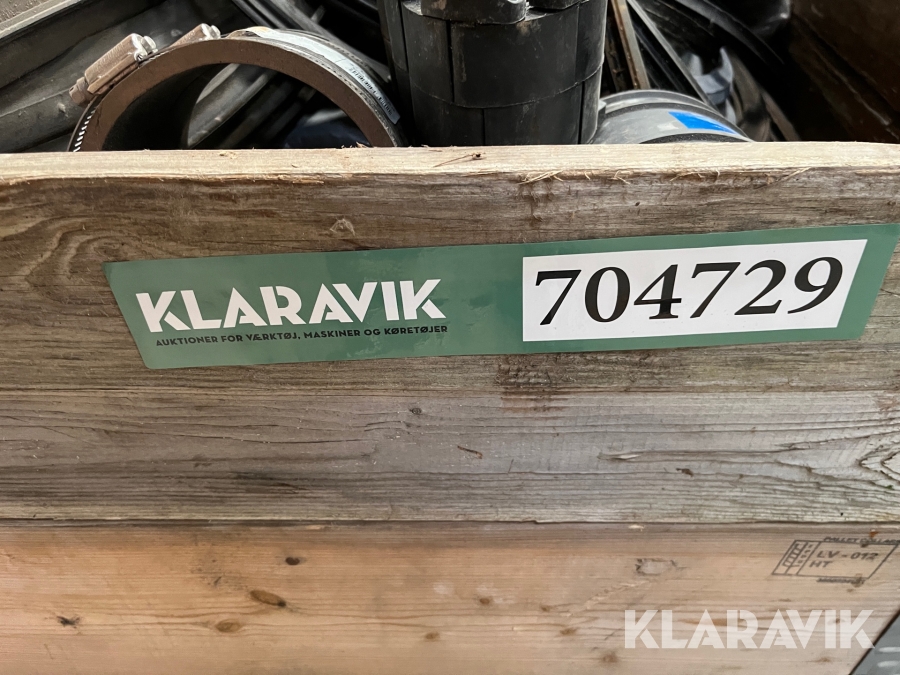 KLARAVIK
AUKTIONER FOR VÆRKTØJ, MASKINER OG KØRETØJER
704729
LV-012
HT
KLARAVIK